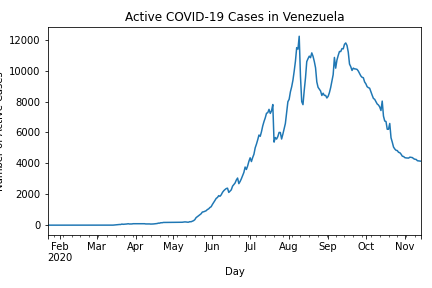 Active COVID-19 Cases in Venezuela
Number of Active Cases
12000
10000
8000
6000
4000
2000
0
Feb Mar Apr May Jun Jul Aug Sep Oct Nov
2020
Day